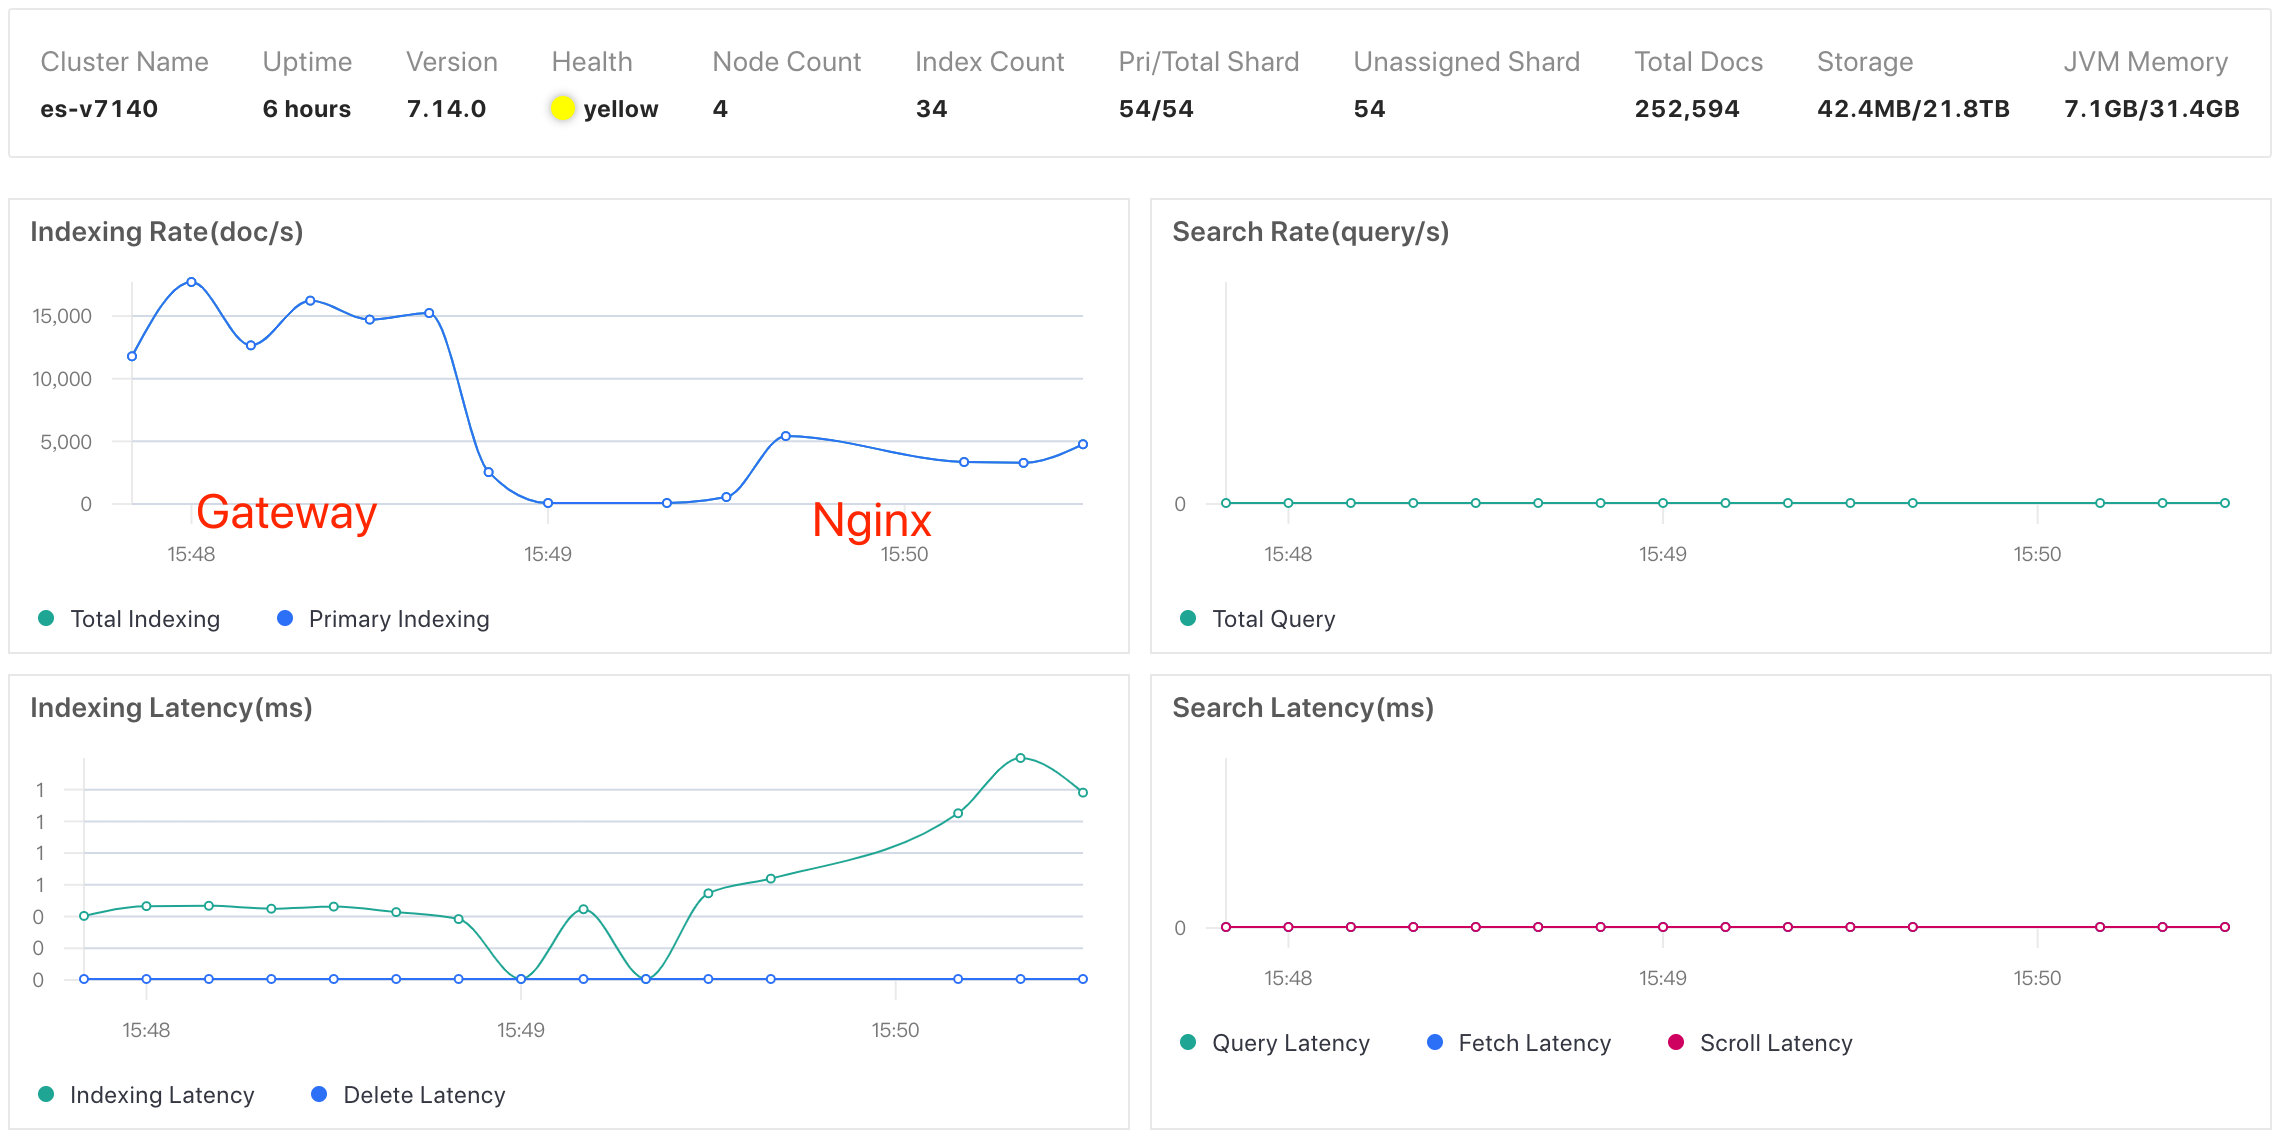 Cluster Name Uptime Version Health Node Count Index Count Pri/Total Shard Unassigned Shard Total Docs Storage JVM Memory
es-v7140 6 hours 7.14.0 yellow 4 34 54/54 54 252,594 42.4MB/21.8TB 7.1GB/31.4GB
Indexing Rate(doc/s)
15,000
10,000
5,000
0
Gateway Nginx
15:48 15:49 15:50
Total Indexing Primary Indexing
Search Rate(query/s)
0
15:48 15:49 15:50
Total Query
Indexing Latency(ms)
1
1
1
1
0
0
0
15:48 15:49 15:50
Indexing Latency Delete Latency
Search Latency(ms)
0
15:48 15:49 15:50
Query Latency Fetch Latency Scroll Latency